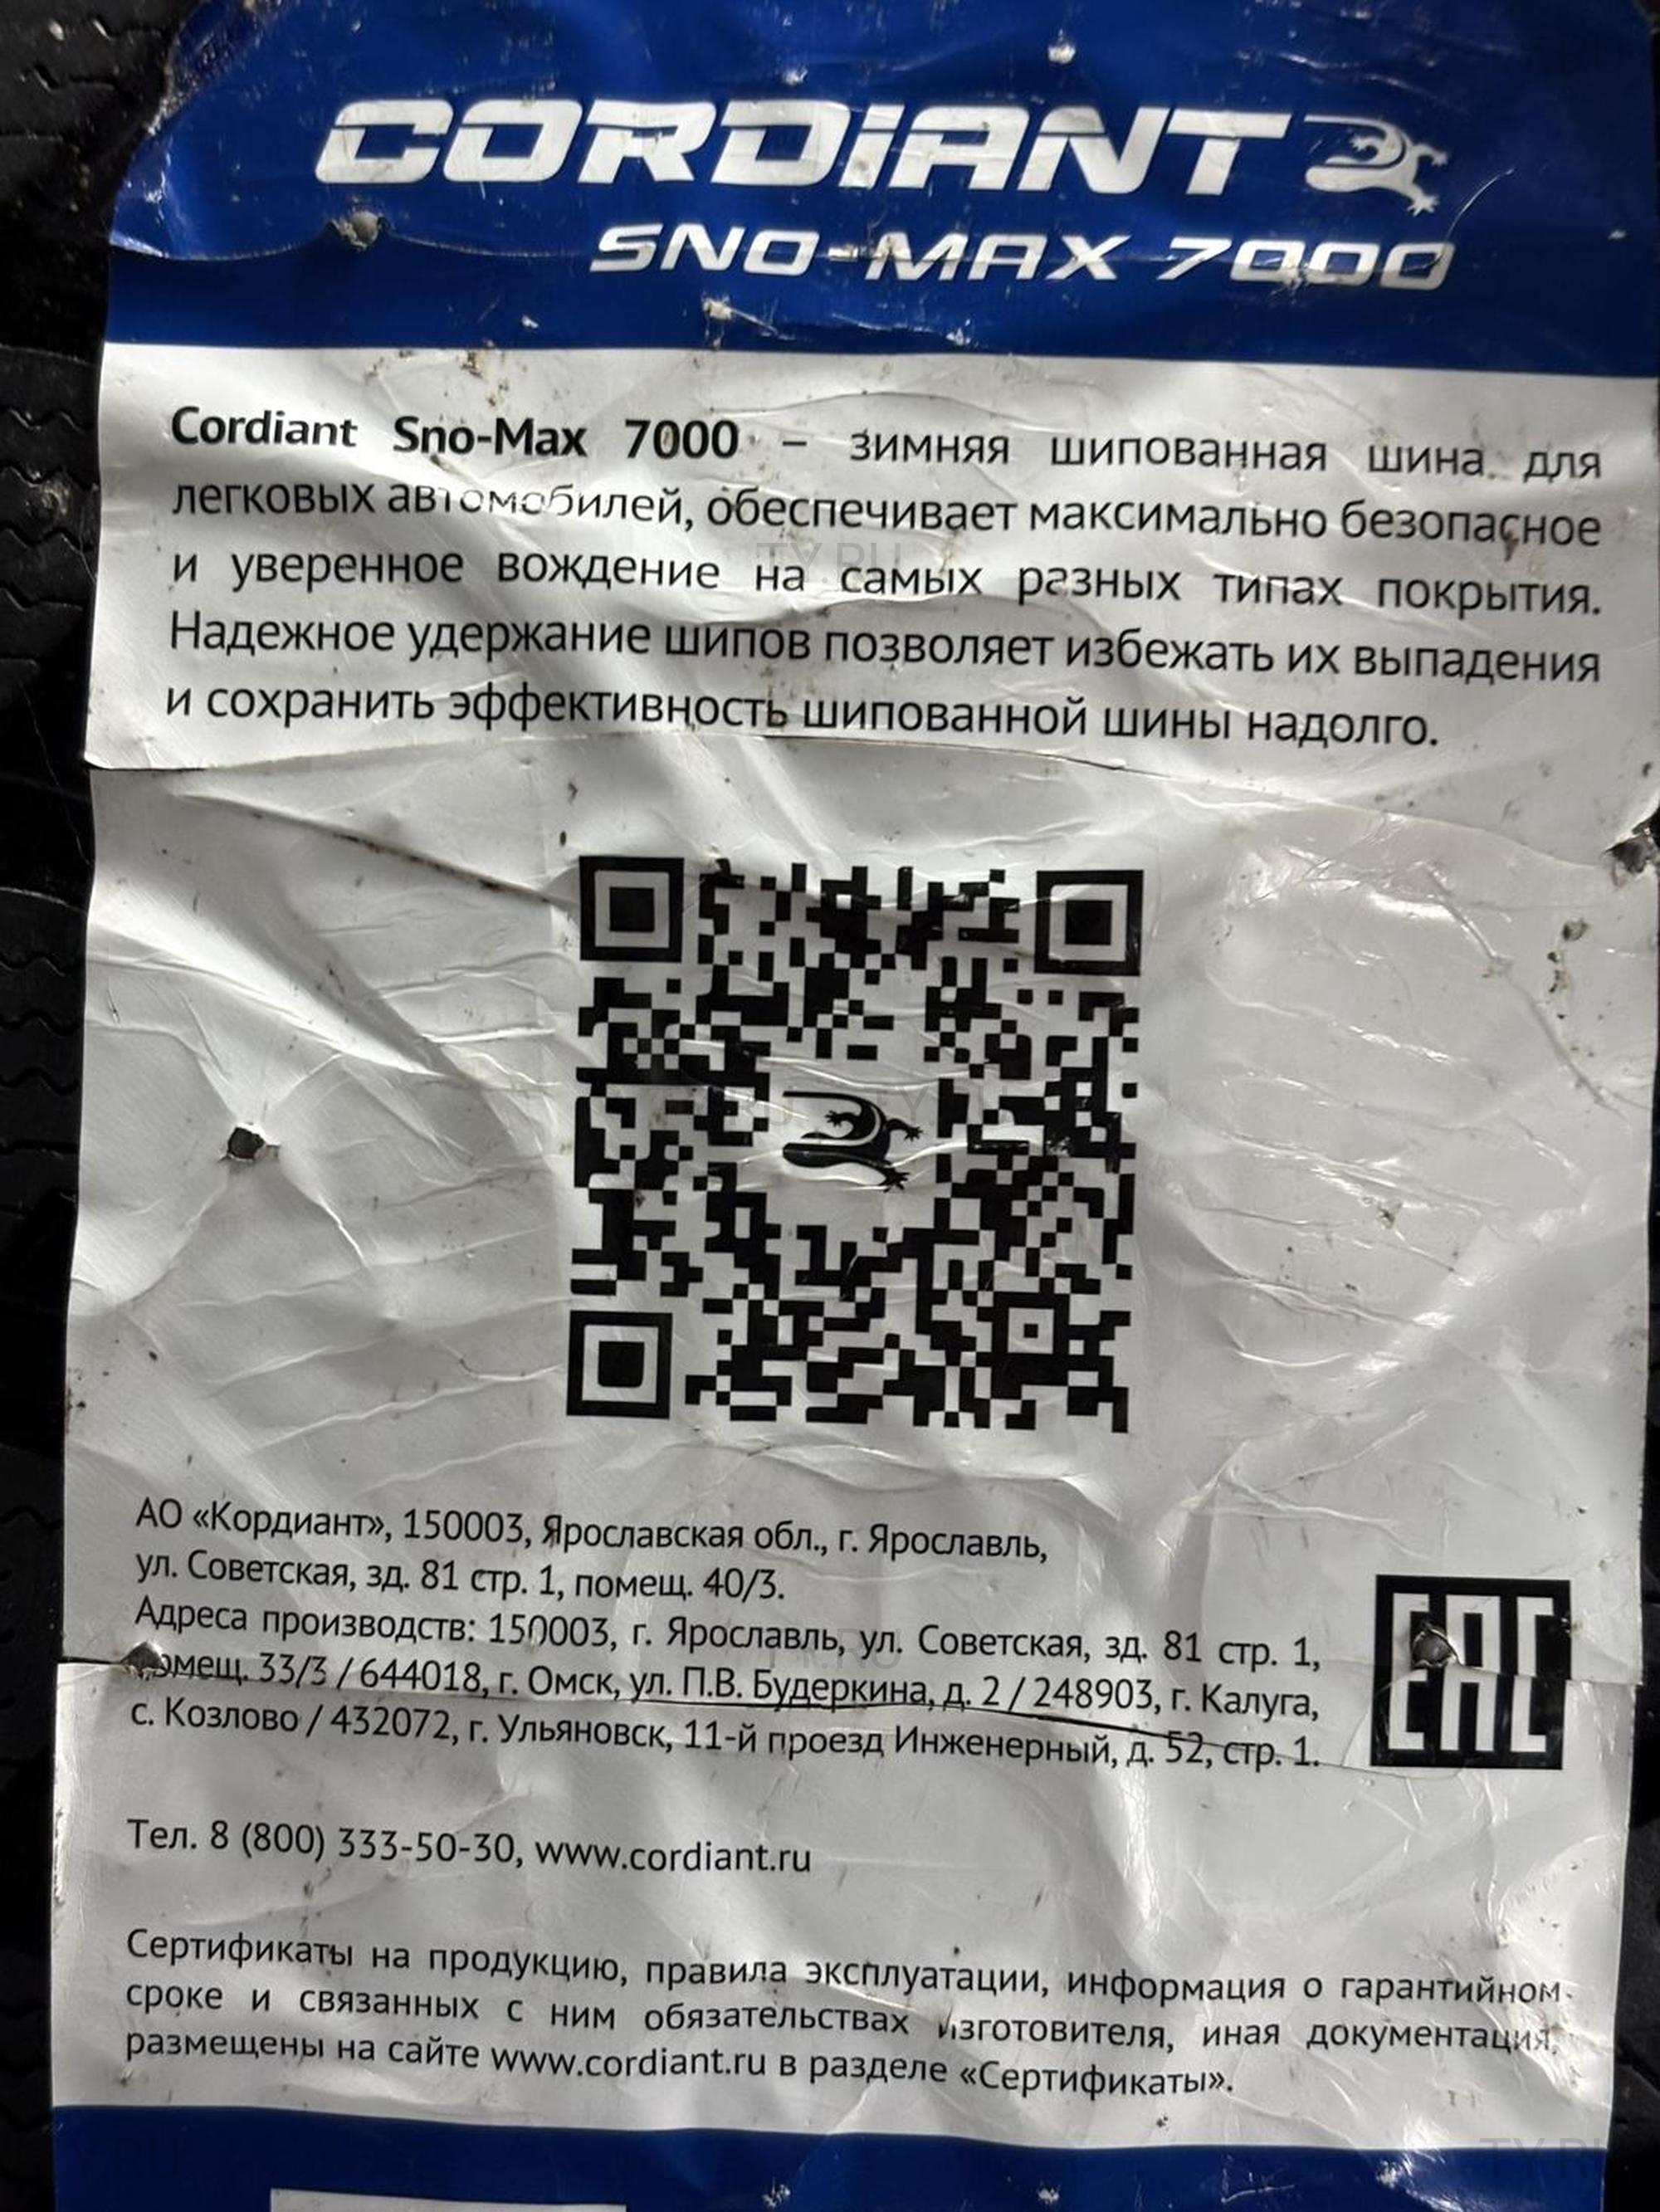 CORDIANT
SNO-MAX 7000
Cordiant Sno-Max 7000 – зимняя шипованная шина для
легковых автомобилей, обеспечивает максимально безопасное
и уверенное вождение на самых разных типах покрытия.
Надежное удержание шипов позволяет избежать их выпадения
и сохранить эффективность шипованной шины надолго.
АО «Кордиант», 150003, Ярославская обл., г. Ярославль,
ул. Советская, зд. 81 стр. 1, помещ. 40/3.
Адреса производств: 150003, г. Ярославль, ул. Советская, зд. 81 стр. 1,
помещ. 33/3 / 644018, г. Омск, ул. П.В. Будеркина, д. 2 / 248903, г. Калуга,
с. Козлово / 432072, г. Ульяновск, 11-й проезд Инженерный, д. 52, стр. 1.
EAC
Тел. 8 (800) 333-50-30, www.cordiant.ru
Сертификаты на продукцию, правила эксплуатации, информация о гарантийном
сроке и связанных с ним обязательствах изготовителя, иная документация,
размещены на сайте www.cordiant.ru в разделе «Сертификаты».